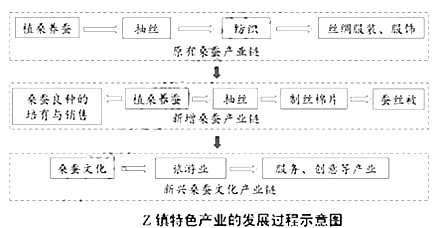 植桑养蚕 抽丝 纺织 丝绸服装、服饰
原有桑蚕产业链
桑蚕良种的培育与销售 植桑养蚕 抽丝 制丝棉片 蚕丝被
新增桑蚕产业链
桑蚕文化 旅游业 服务、创意等产业
新兴桑蚕文化产业链
Z镇特色产业的发展过程示意图